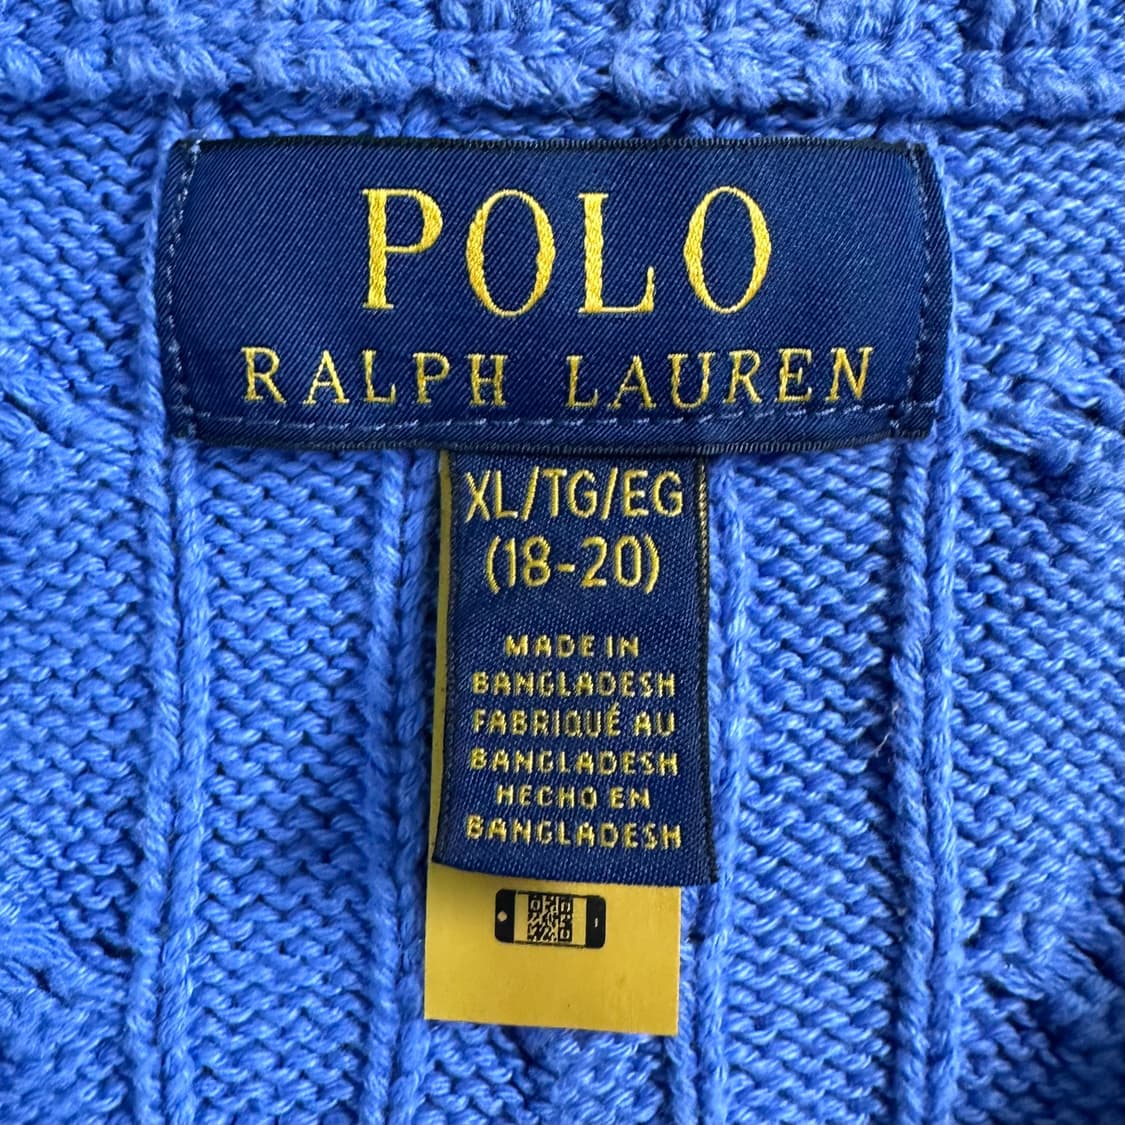 POLO
RALPH LAUREN
XL/TG/EG
(18-20)
MADE IN
BANGLADESH
FABRIQUÉ AU
BANGLADESH
HECHO EN
BANGLADESH